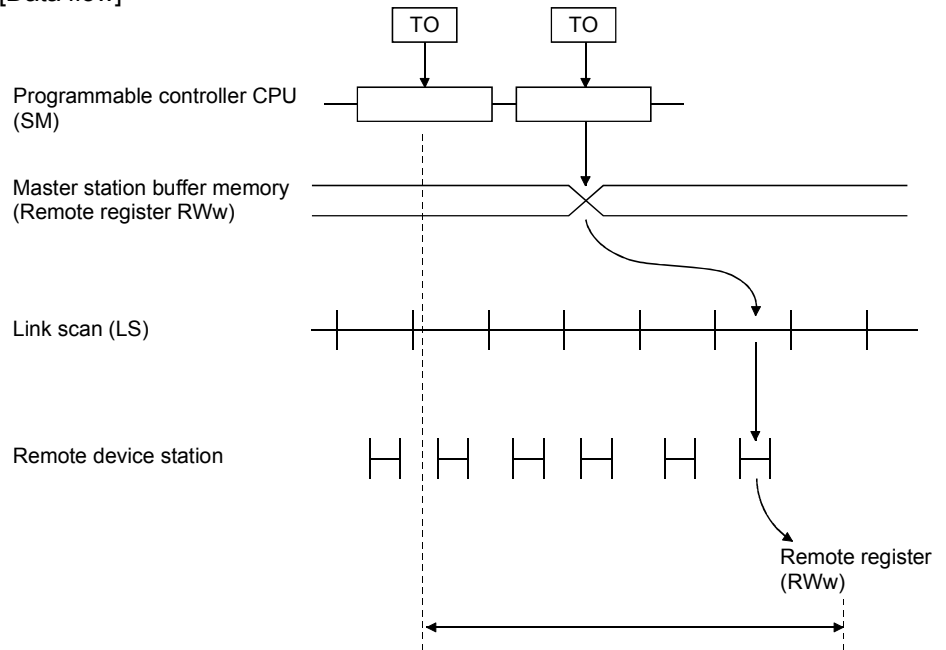 [Data flow]
TO TO
Programmable controller CPU
(SM)
Master station buffer memory
(Remote register RWw)
Link scan (LS)
Remote device station
Remote register
(RWw)